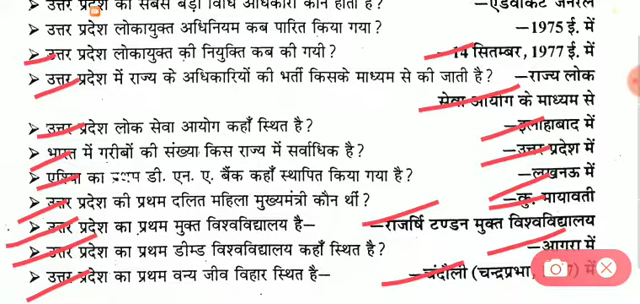 ➤ उत्तर प्रदेश का सबसे बड़ा विधि अधिकारी कौन होता है? –एडवोकेट जनरल
➤ उत्तर प्रदेश लोकायुक्त अधिनियम कब पारित किया गया? –1975 ई. में
➤ उत्तर प्रदेश लोकायुक्त की नियुक्ति कब की गयी? –14 सितम्बर, 1977 ई. में
➤ उत्तर प्रदेश में राज्य के अधिकारियों की भर्ती किसके माध्यम से की जाती है? –राज्य लोक
सेवा आयोग के माध्यम से
➤ उत्तर प्रदेश लोक सेवा आयोग कहाँ स्थित है? –इलाहाबाद में
➤ भारत में गरीबों की संख्या किस राज्य में सर्वाधिक है? –उत्तर प्रदेश में
➤ एशिया का प्रथम डी. एन. ए. बैंक कहाँ स्थापित किया गया है? –लखनऊ में
➤ उत्तर प्रदेश की प्रथम दलित महिला मुख्यमंत्री कौन थीं? –कु. मायावती
➤ उत्तर प्रदेश का प्रथम मुक्त विश्वविद्यालय है– –राजर्षि टण्डन मुक्त विश्वविद्यालय
➤ उत्तर प्रदेश का प्रथम डीम्ड विश्वविद्यालय कहाँ स्थित है? –आगरा में
➤ उत्तर प्रदेश का प्रथम वन्य जीव विहार स्थित है– –चंदौली (चन्द्रप्रभा, में